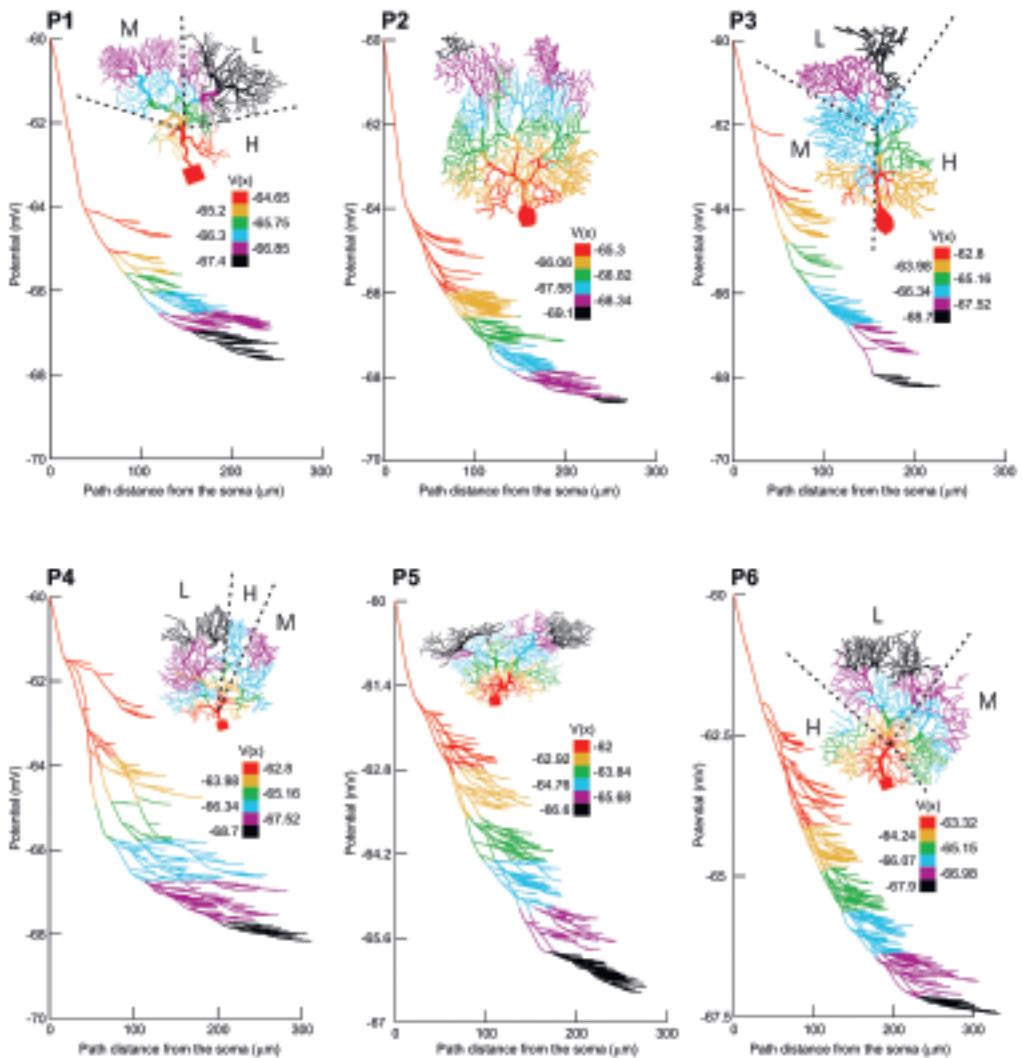 P1
M
L
H
V(x)
-64.65
-65.2
-65.75
-66.3
-66.85
-67.4
Potential (mV)
-60
-62
-64
-66
-68
-70
0
100
200
300
Path distance from the soma (μm)
P2
V(x)
-65.3
-66.06
-66.82
-67.58
-68.34
-69.1
Potential (mV)
-60
-62
-64
-66
-68
-70
0
100
200
300
Path distance from the soma (μm)
P3
L
M
H
V(x)
-62.8
-63.98
-65.16
-66.34
-67.52
-68.7
Potential (mV)
-60
-62
-64
-66
-68
-70
0
100
200
300
Path distance from the soma (μm)
P4
L
H
M
V(x)
-62.8
-63.98
-65.16
-66.34
-67.52
-68.7
Potential (mV)
-60
-62
-64
-66
-68
-70
0
100
200
300
Path distance from the soma (μm)
P5
V(x)
-62
-62.92
-63.84
-64.76
-65.68
-66.6
Potential (mV)
-60
-61.4
-62.8
-64.2
-65.6
-67
0
100
200
300
Path distance from the soma (μm)
P6
L
H
M
V(x)
-63.32
-64.24
-65.15
-66.07
-66.98
-67.9
Potential (mV)
-60
-62.5
-65
-67.5
0
100
200
300
Path distance from the soma (μm)